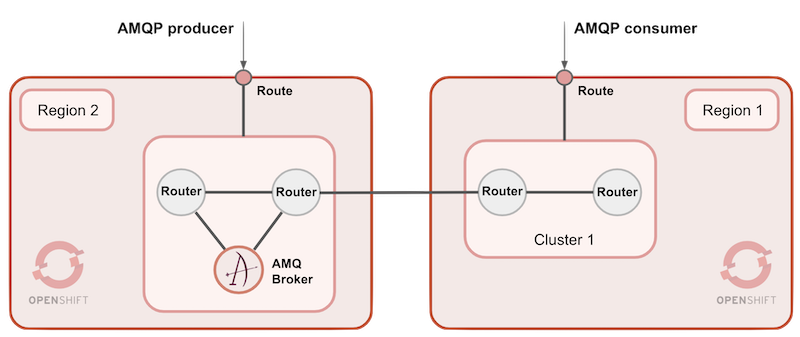 AMQP producer
AMQP consumer
Route
Route
Region 2
Region 1
Router
Router
Router
Router
Cluster 1
AMQ
Broker
OPENSHIFT
OPENSHIFT